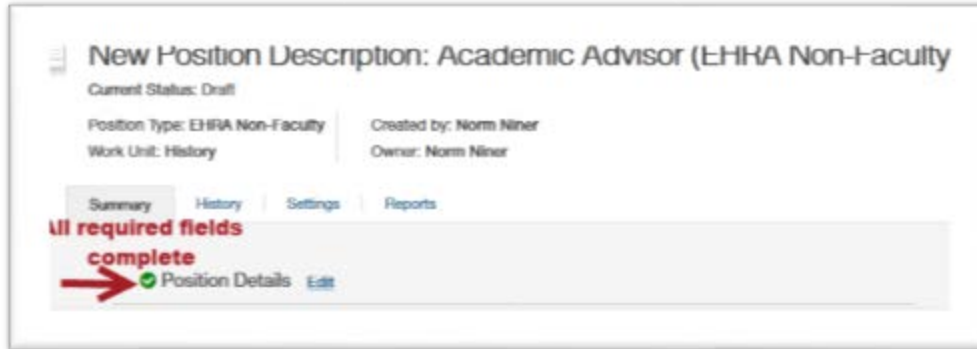 New Position Description: Academic Advisor (EHRA Non-Faculty
Current Status: Draft
Position Type: EHRA Non-Faculty Created by: Norm Niner
Work Unit: History Owner: Norm Niner
Summary History Settings Reports
All required fields
complete
Position Details Edit